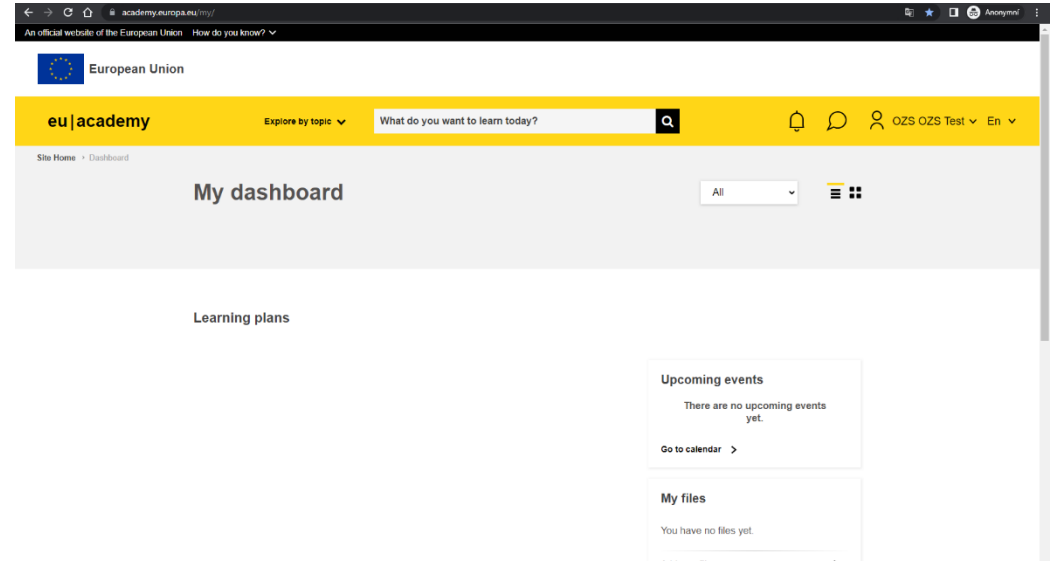 academy.europa.eu/my/
Anonymní
An official website of the European Union How do you know?
European Union
eu|academy
Explore by topic
What do you want to learn today?
OZS OZS Test
En
Site Home › Dashboard
My dashboard
All
Learning plans
Upcoming events
There are no upcoming events
yet.
Go to calendar
My files
You have no files yet.